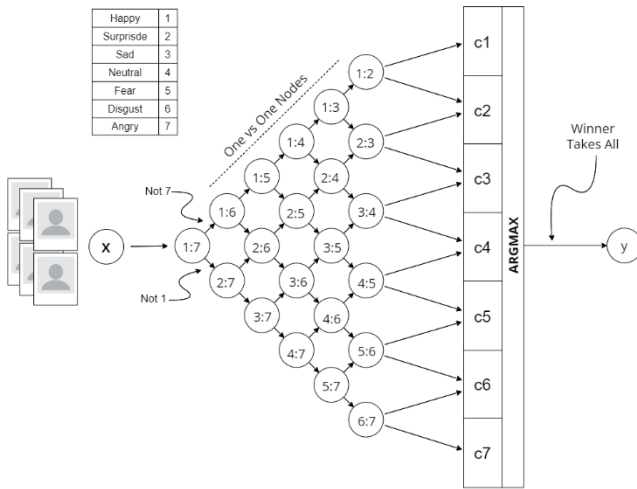 Happy 1
Surprisde 2
Sad 3
Neutral 4
Fear 5
Disgust 6
Angry 7
One vs One Nodes
Not 7
Not 1
X
1:7
1:6
2:7
1:5
2:6
3:7
1:4
2:5
3:6
4:7
1:3
2:4
3:5
4:6
5:7
1:2
2:3
3:4
4:5
5:6
6:7
c1
c2
c3
c4
c5
c6
c7
ARGMAX
Winner
Takes All
y